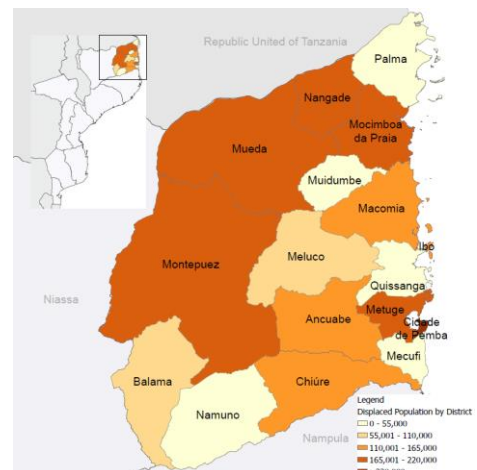 Republic United of Tanzania
Palma
Nangade
Mocimboa
da Praia
Mueda
Muidumbe
Macomia
Ibo
Meluco
Montepuez
Quissanga
Niassa
Metuge
Cidade
de Pemba
Ancuabe
Mecufi
Balama
Chiúre
Namuno
Nampula
Legend
Displaced Population by District
0 - 55,000
55,001 - 110,000
110,001 - 165,000
165,001 - 220,000